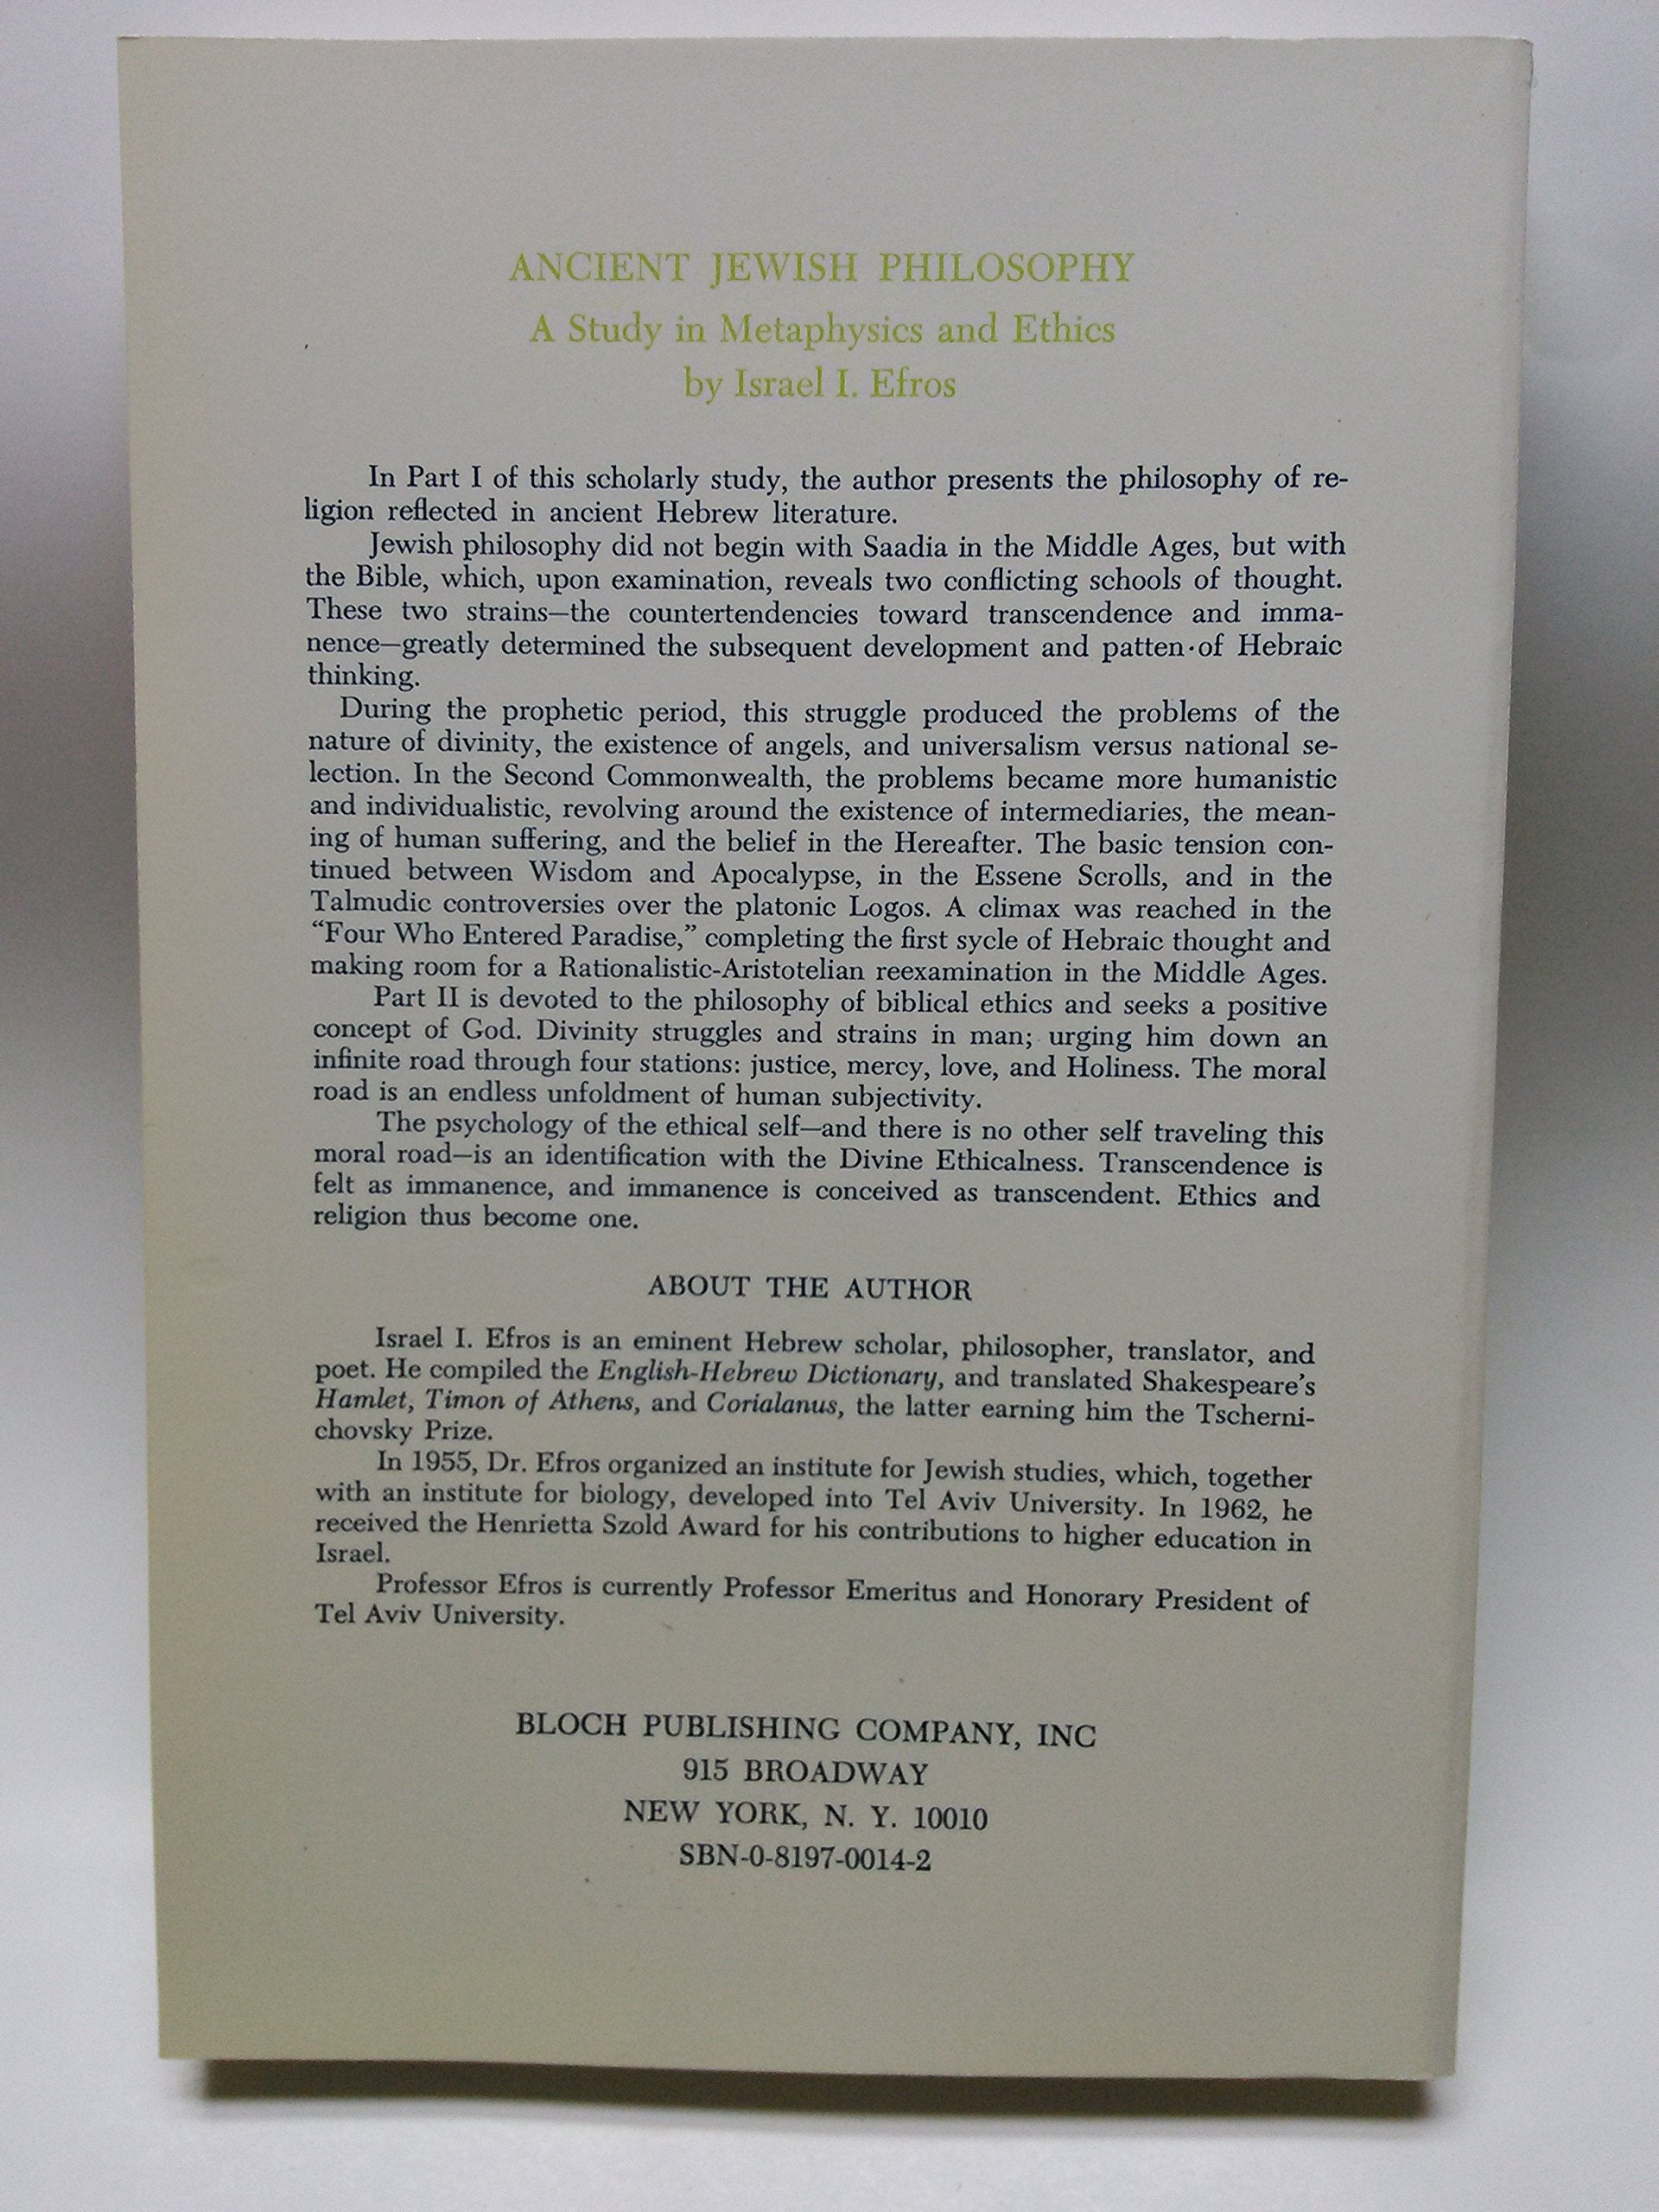 ANCIENT JEWISH PHILOSOPHY
A Study in Metaphysics and Ethics
by Israel I. Efros
In Part I of this scholarly study, the author presents the philosophy of re-
ligion reflected in ancient Hebrew literature.
Jewish philosophy did not begin with Saadia in the Middle Ages, but with
the Bible, which, upon examination, reveals two conflicting schools of thought.
These two strains—the countertendencies toward transcendence and imma-
nence—greatly determined the subsequent development and patten·of Hebraic
thinking.
During the prophetic period, this struggle produced the problems of the
nature of divinity, the existence of angels, and universalism versus national se-
lection. In the Second Commonwealth, the problems became more humanistic
and individualistic, revolving around the existence of intermediaries, the mean-
ing of human suffering, and the belief in the Hereafter. The basic tension con-
tinued between Wisdom and Apocalypse, in the Essene Scrolls, and in the
Talmudic controversies over the platonic Logos. A climax was reached in the
“Four Who Entered Paradise,” completing the first sycle of Hebraic thought and
making room for a Rationalistic-Aristotelian reexamination in the Middle Ages.
Part II is devoted to the philosophy of biblical ethics and seeks a positive
concept of God. Divinity struggles and strains in man; urging him down an
infinite road through four stations: justice, mercy, love, and Holiness. The moral
road is an endless unfoldment of human subjectivity.
The psychology of the ethical self—and there is no other self traveling this
moral road—is an identification with the Divine Ethicalness. Transcendence is
felt as immanence, and immanence is conceived as transcendent. Ethics and
religion thus become one.
ABOUT THE AUTHOR
Israel I. Efros is an eminent Hebrew scholar, philosopher, translator, and
poet. He compiled the English-Hebrew Dictionary, and translated Shakespeare’s
Hamlet, Timon of Athens, and Corialanus, the latter earning him the Tscherni-
chovsky Prize.
In 1955, Dr. Efros organized an institute for Jewish studies, which, together
with an institute for biology, developed into Tel Aviv University. In 1962, he
received the Henrietta Szold Award for his contributions to higher education in
Israel.
Professor Efros is currently Professor Emeritus and Honorary President of
Tel Aviv University.
BLOCH PUBLISHING COMPANY, INC
915 BROADWAY
NEW YORK, N. Y. 10010
SBN-0-8197-0014-2